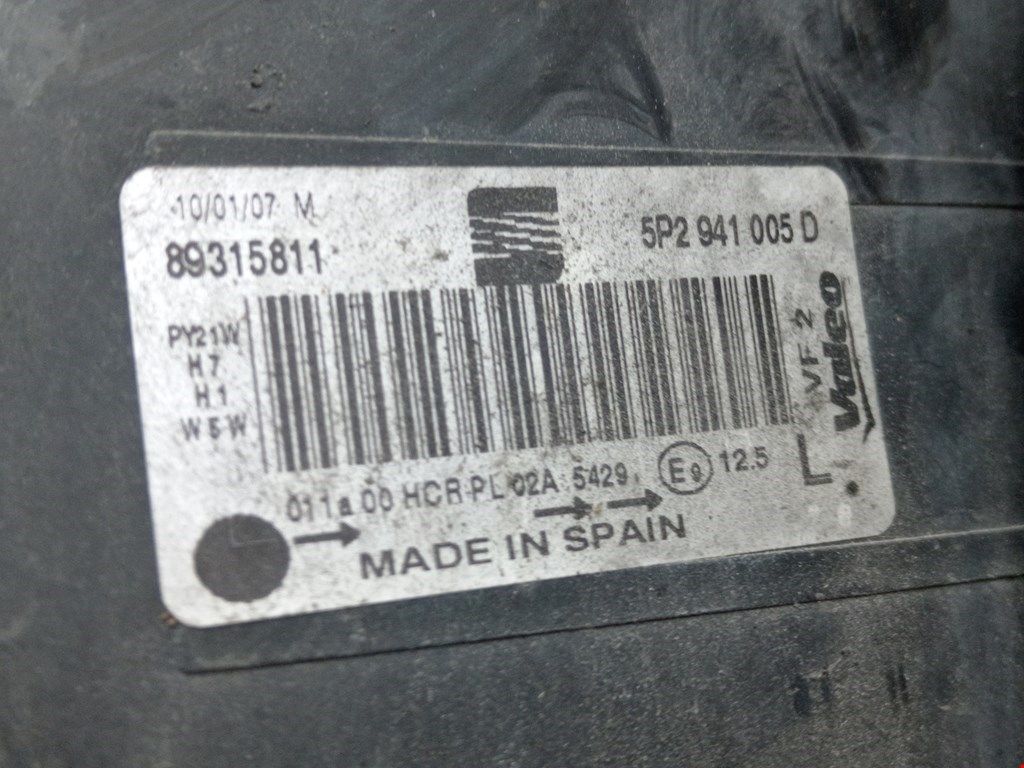 10/01/07 M
5P2 941 005 D
89315811
PY21W
H7
H1
W5W
VF 2
Valeo
L
011a 00 HCR PL 02A 5429 E9 12.5
MADE IN SPAIN